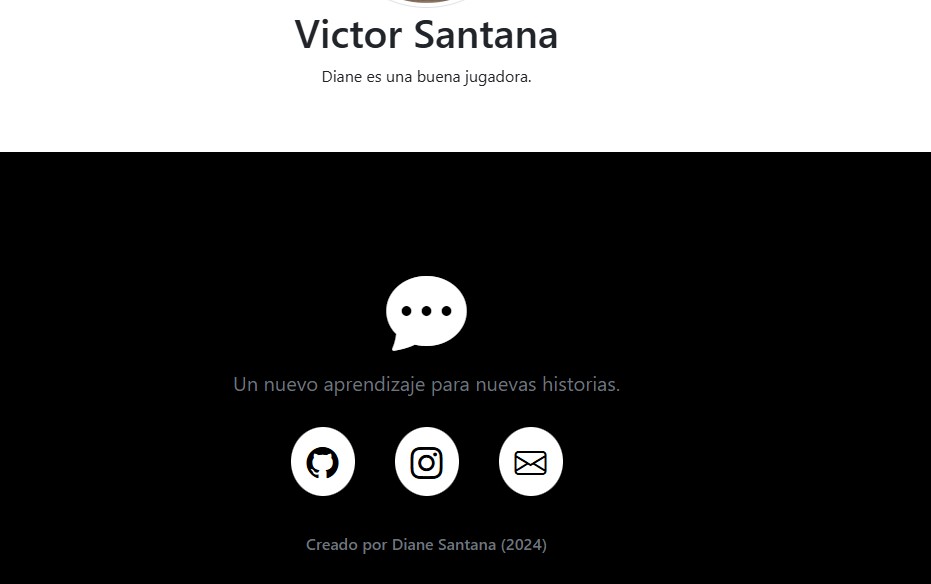 Victor Santana
Diane es una buena jugadora.
Un nuevo aprendizaje para nuevas historias.
Creado por Diane Santana (2024)